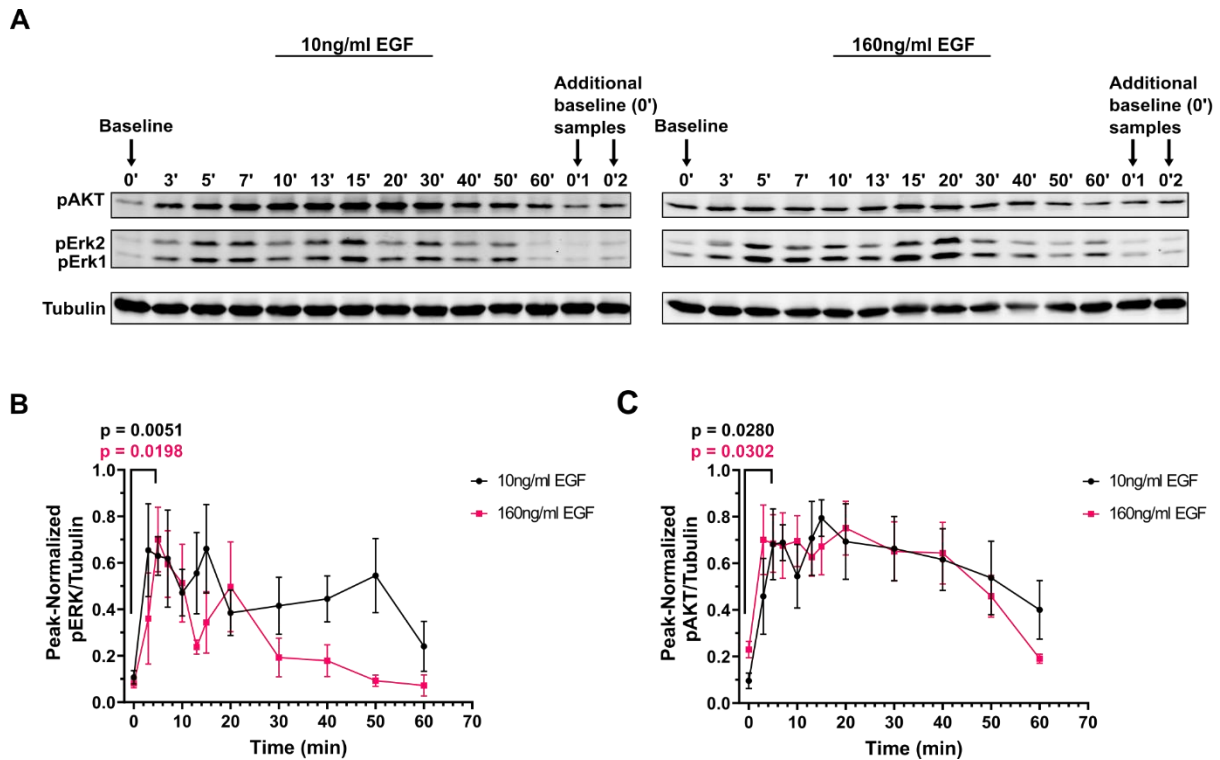 A
10ng/ml EGF
160ng/ml EGF
Additional
baseline (0')
samples
Additional
baseline (0')
samples
Baseline
Baseline
0' 3' 5' 7' 10' 13' 15' 20' 30' 40' 50' 60' 0'1 0'2
0' 3' 5' 7' 10' 13' 15' 20' 30' 40' 50' 60' 0'1 0'2
pAKT
pErk2
pErk1
Tubulin
B
p = 0.0051
p = 0.0198
1.0
0.8
0.6
0.4
0.2
0.0
Peak-Normalized
pERK/Tubulin
10ng/ml EGF
160ng/ml EGF
0 10 20 30 40 50 60 70
Time (min)
C
p = 0.0280
p = 0.0302
1.0
0.8
0.6
0.4
0.2
0.0
Peak-Normalized
pAKT/Tubulin
10ng/ml EGF
160ng/ml EGF
0 10 20 30 40 50 60 70
Time (min)